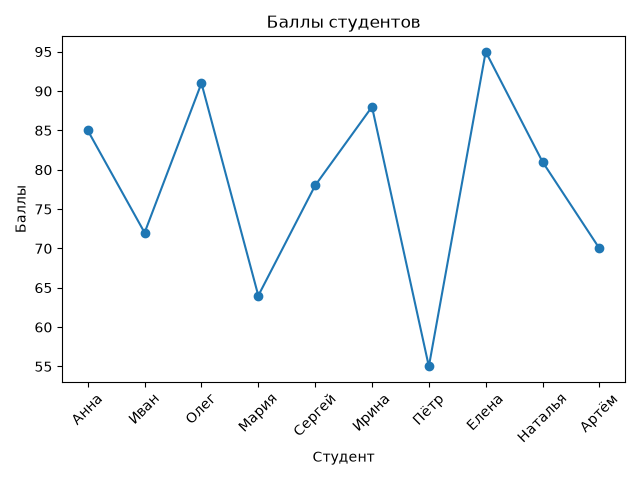 Баллы студентов
Баллы
95
90
85
80
75
70
65
60
55
Анна Иван Олег Мария Сергей Ирина Пётр Елена Наталья Артём
Студент